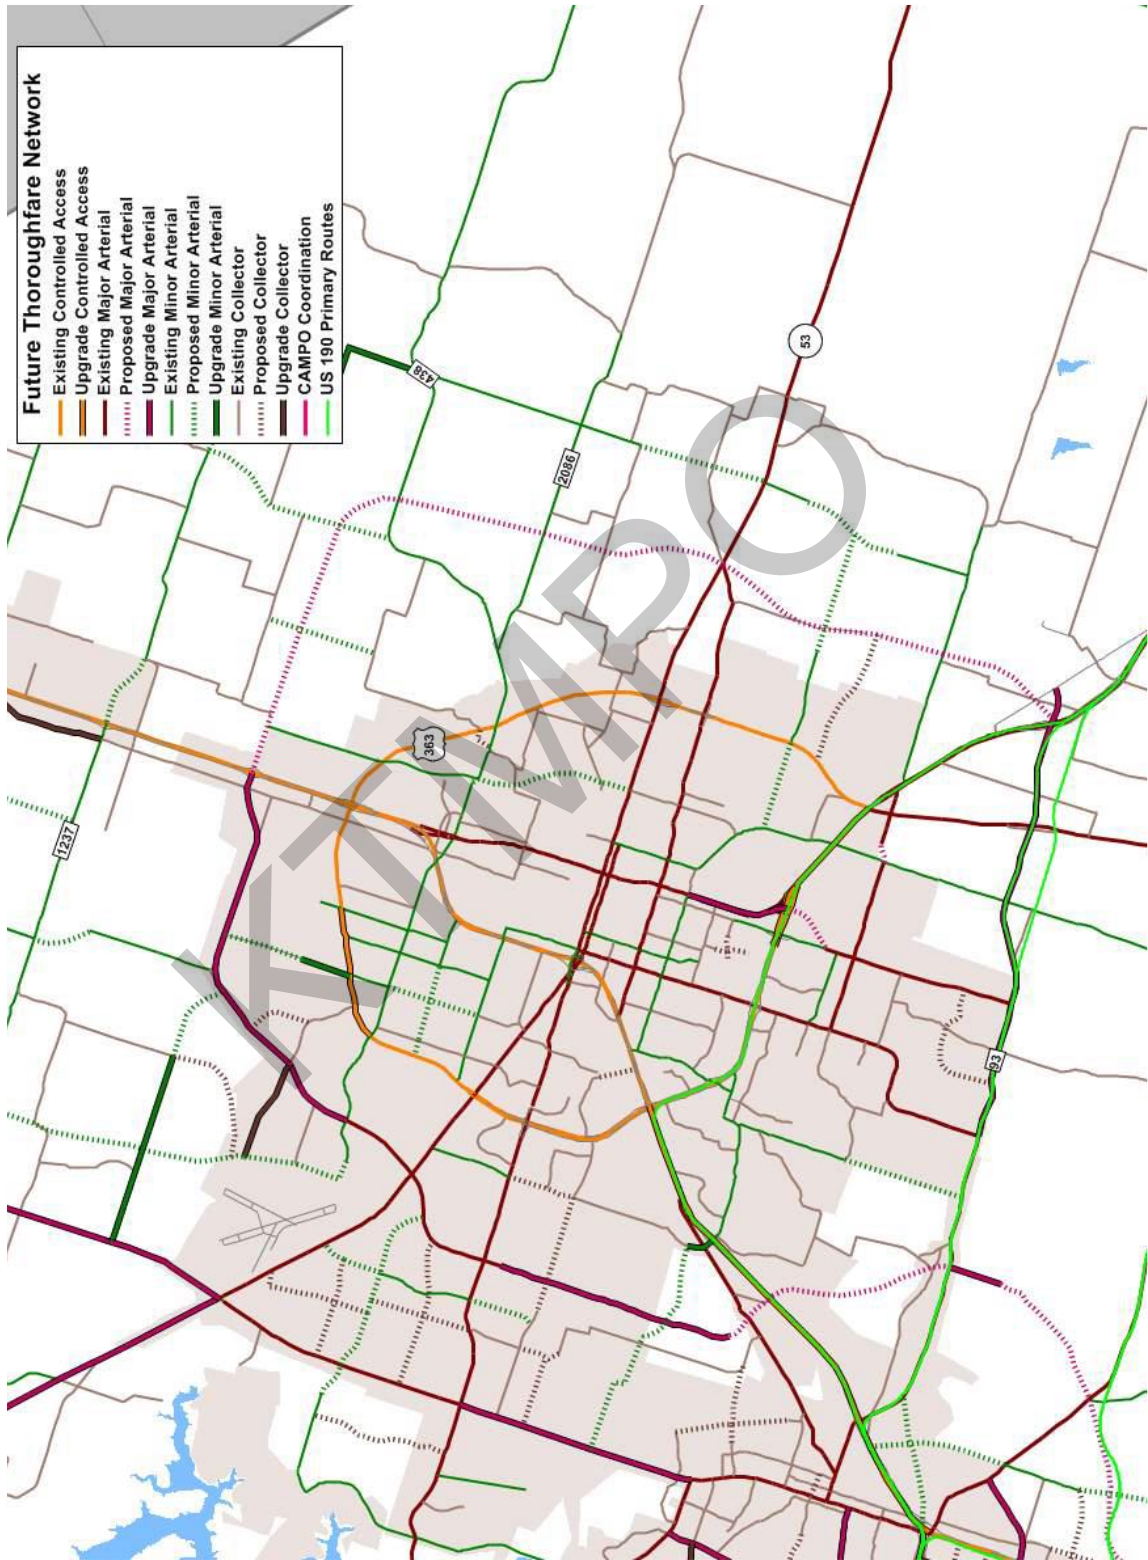 Future Thoroughfare Network
Existing Controlled Access
Upgrade Controlled Access
Existing Major Arterial
Proposed Major Arterial
Upgrade Major Arterial
Existing Minor Arterial
Proposed Minor Arterial
Upgrade Minor Arterial
Existing Collector
Proposed Collector
Upgrade Collector
CAMPO Coordination
US 190 Primary Routes
438
53
2086
363
1237
93
KTMPO